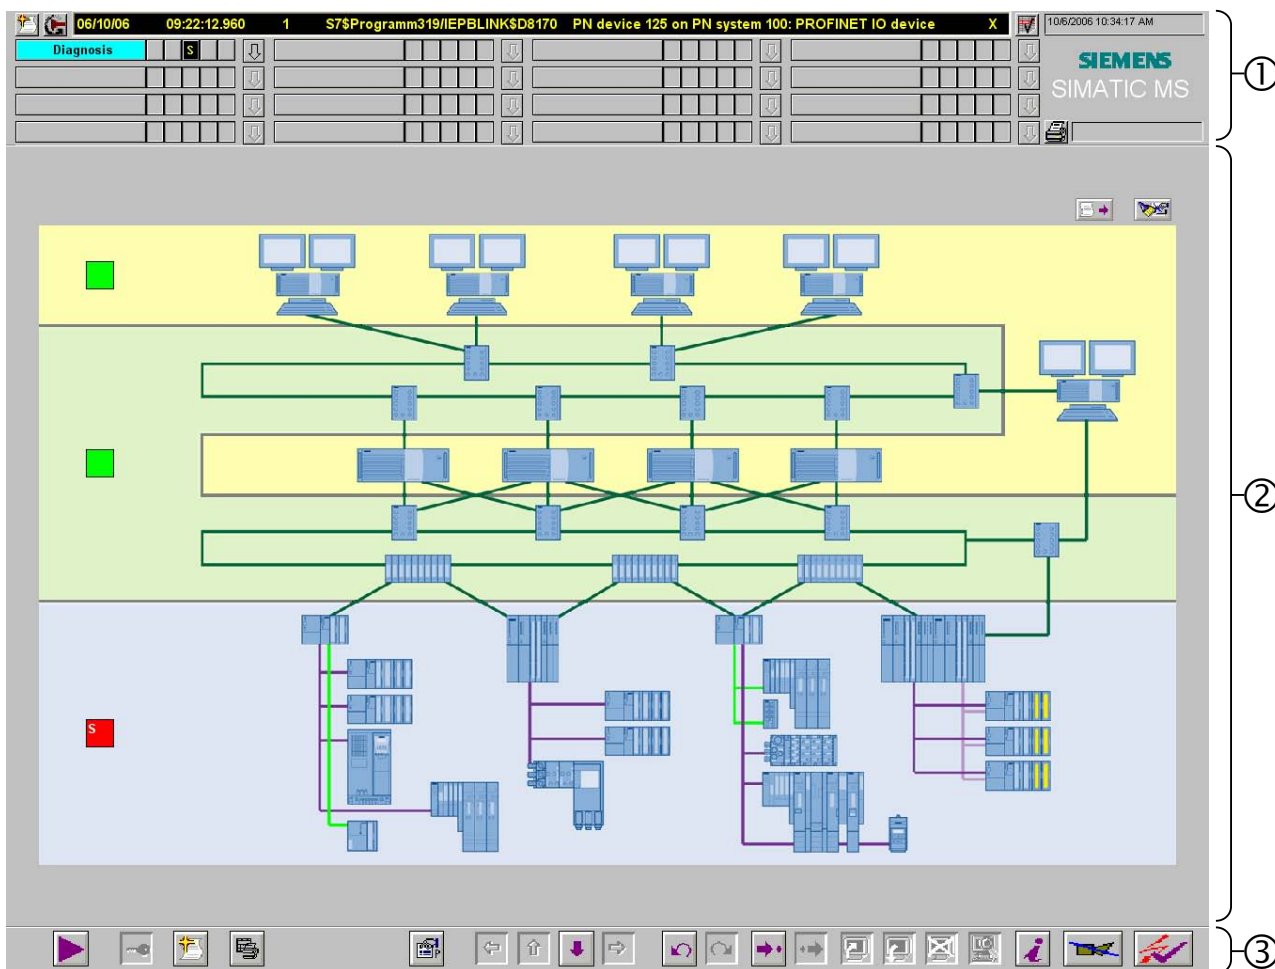 06/10/06 09:22:12.960 1 S7$Programm319/IEPBLINK$D8170 PN device 125 on PN system 100: PROFINET IO device X
10/6/2006 10:34:17 AM
Diagnosis S
SIEMENS
SIMATIC MS
①
②
S
③